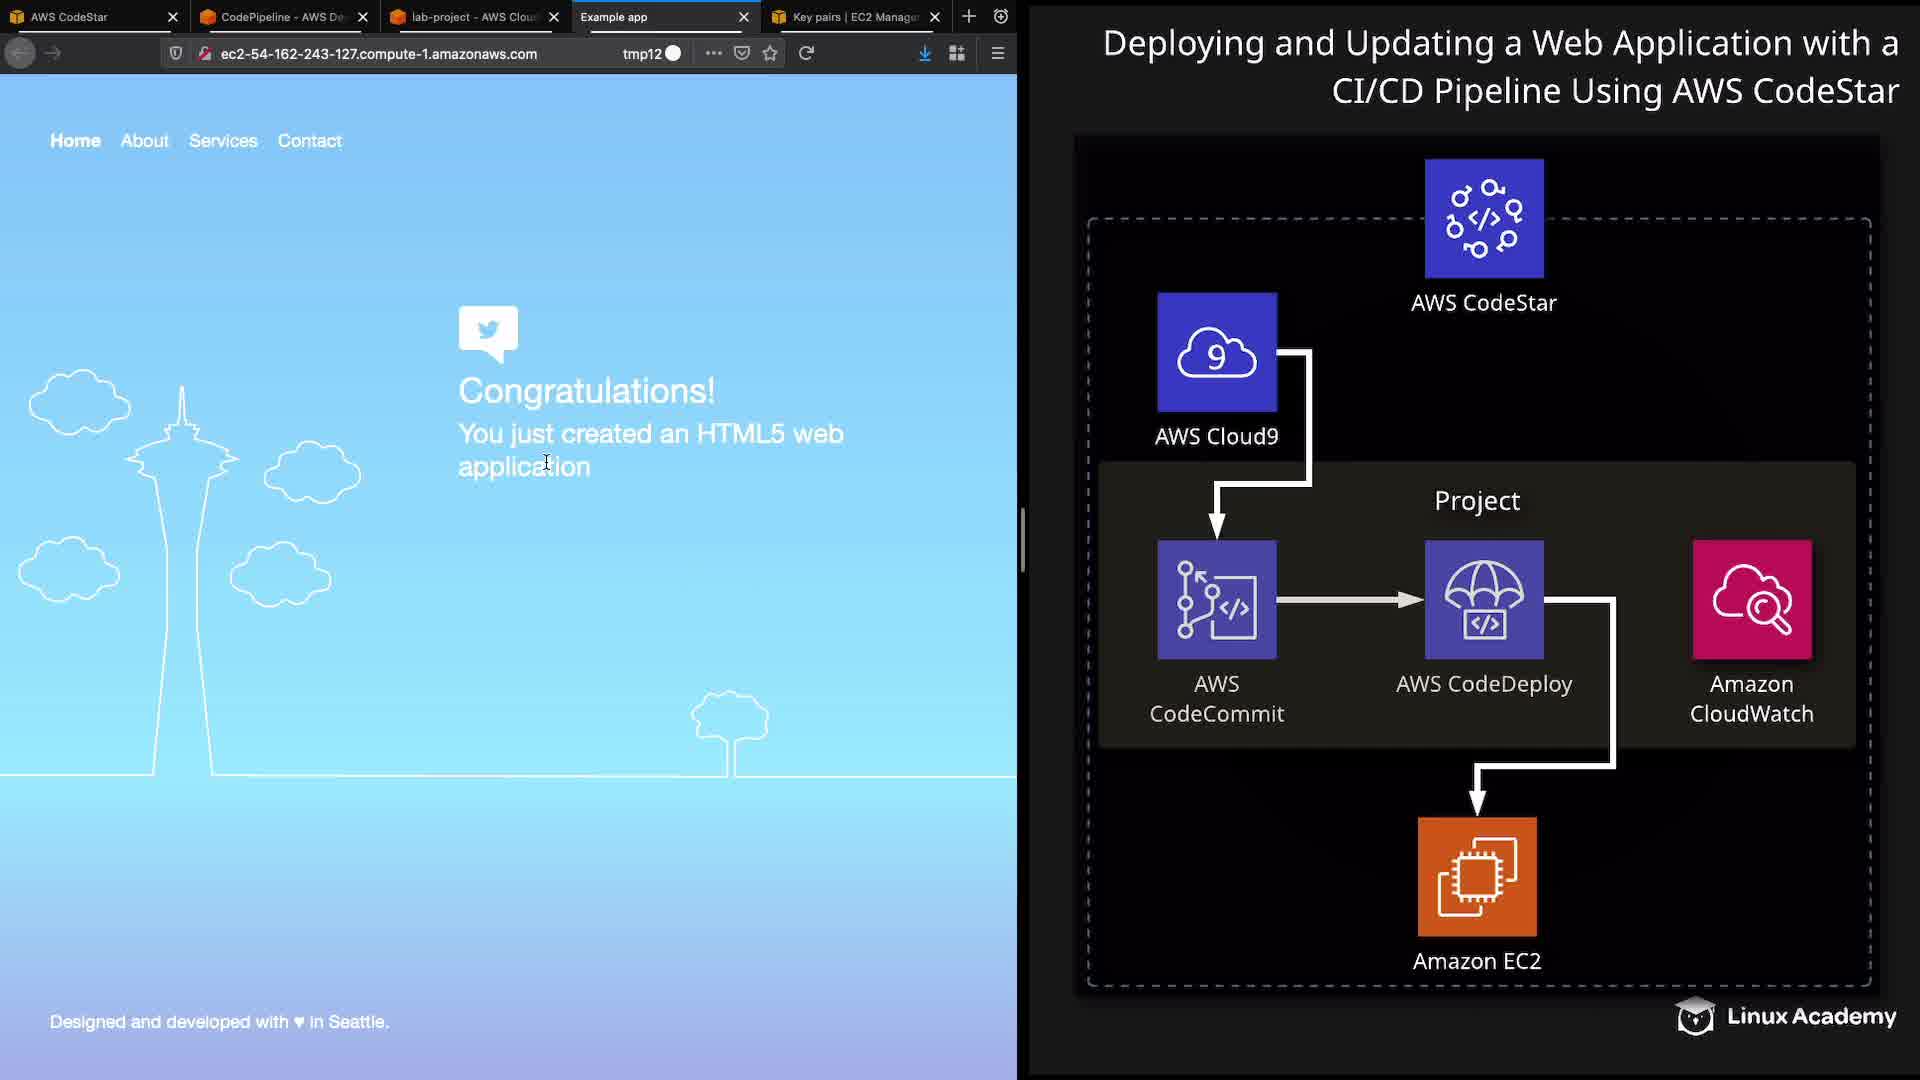 AWS CodeStar
CodePipeline - AWS De
lab-project - AWS Clou
Example app
Key pairs | EC2 Manage
ec2-54-162-243-127.compute-1.amazonaws.com
tmp12
Home About Services Contact
Congratulations!
You just created an HTML5 web
application
Designed and developed with ♥ in Seattle.
Deploying and Updating a Web Application with a
CI/CD Pipeline Using AWS CodeStar
</>
AWS CodeStar
9
AWS Cloud9
Project
</>
</>
AWS
CodeCommit
AWS CodeDeploy
Amazon
CloudWatch
Amazon EC2
Linux Academy